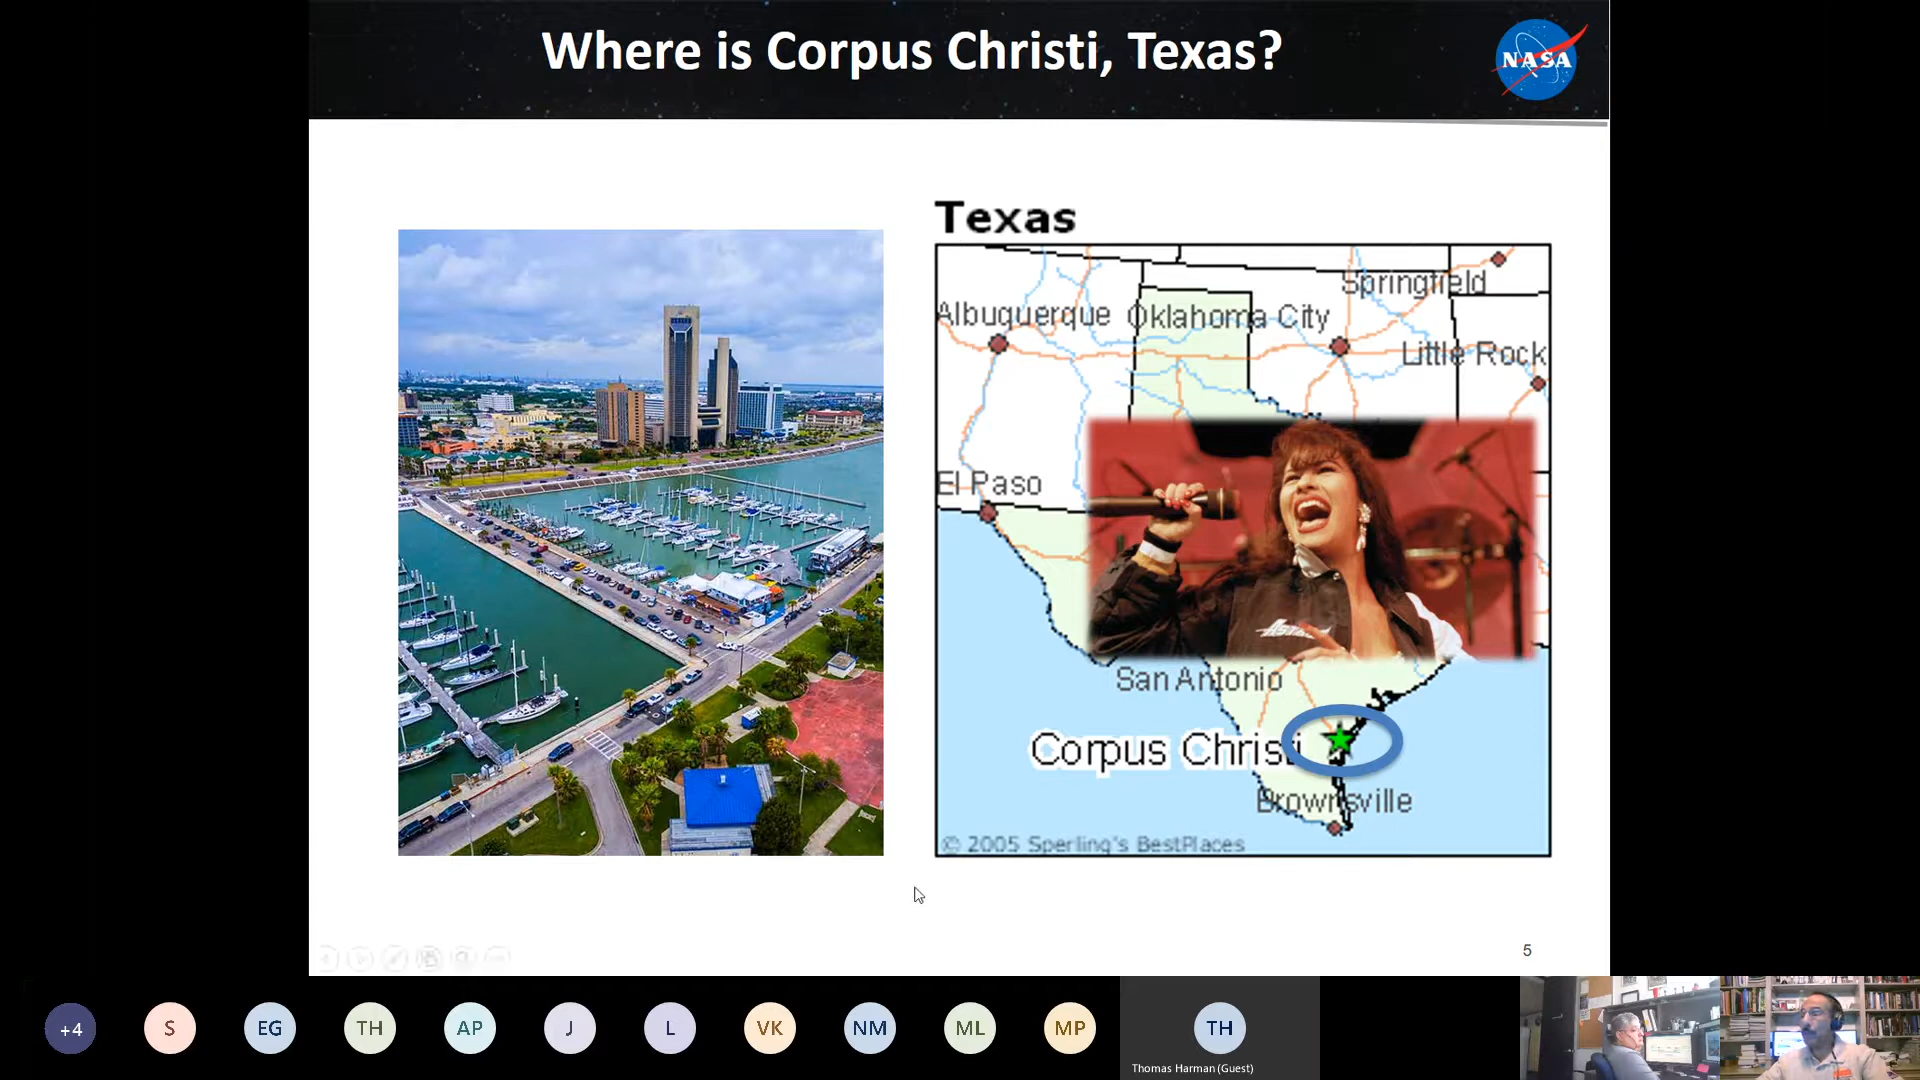 Where is Corpus Christi, Texas?
NASA
Texas
Springfield
Albuquerque
Oklahoma City
Little Rock
El Paso
San Antonio
Corpus Christi
Brownsville
© 2005 Sperling's BestPlaces
5
+4
S
EG
TH
AP
J
L
VK
NM
ML
MP
TH
Thomas Harman (Guest)